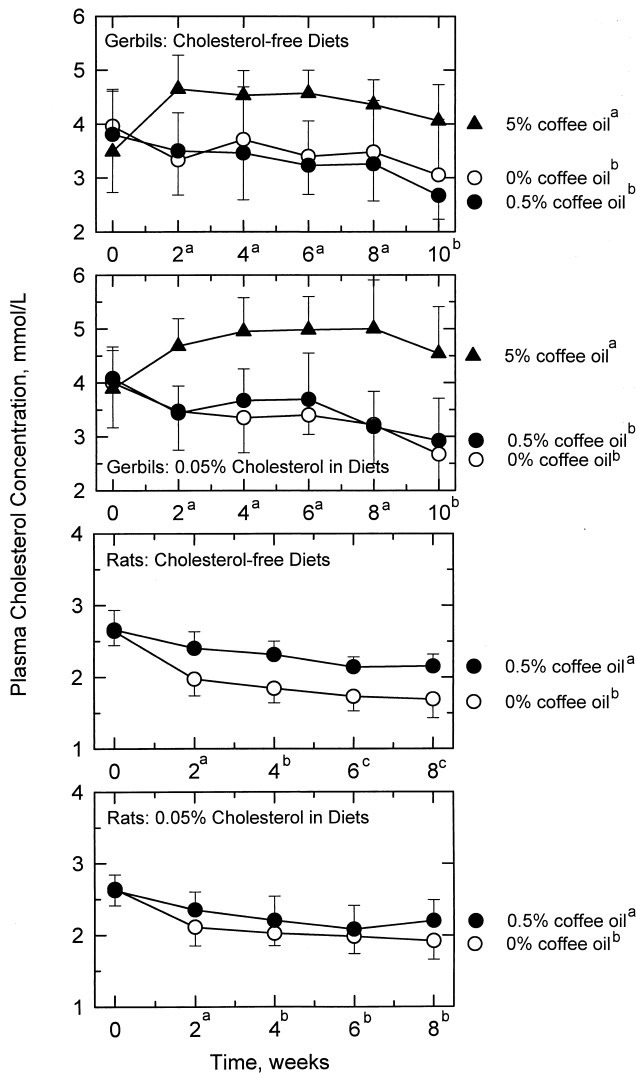 Plasma Cholesterol Concentration, mmol/L
6
Gerbils: Cholesterol-free Diets
5
4
3
2
5% coffee oil^a
0% coffee oil^b
0.5% coffee oil^b
0 2^a 4^a 6^a 8^a 10^b
6
5
4
3
2
5% coffee oil^a
0.5% coffee oil^b
0% coffee oil^b
Gerbils: 0.05% Cholesterol in Diets
0 2^a 4^a 6^a 8^a 10^b
4
Rats: Cholesterol-free Diets
3
2
1
0.5% coffee oil^a
0% coffee oil^b
0 2^a 4^b 6^c 8^c
4
Rats: 0.05% Cholesterol in Diets
3
2
1
0.5% coffee oil^a
0% coffee oil^b
0 2^a 4^b 6^b 8^b
Time, weeks